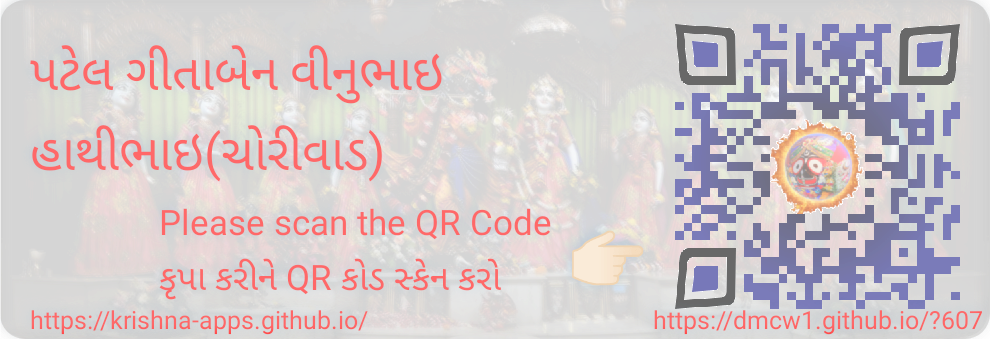 પટેલ ગીતાબેન વીનુભાઇ
હાથીભાઇ(ચોરીવાડ)
Please scan the QR Code
કૃપા કરીને QR કોડ સ્કેન કરો
https://krishna-apps.github.io/
https://dmcw1.github.io/?607